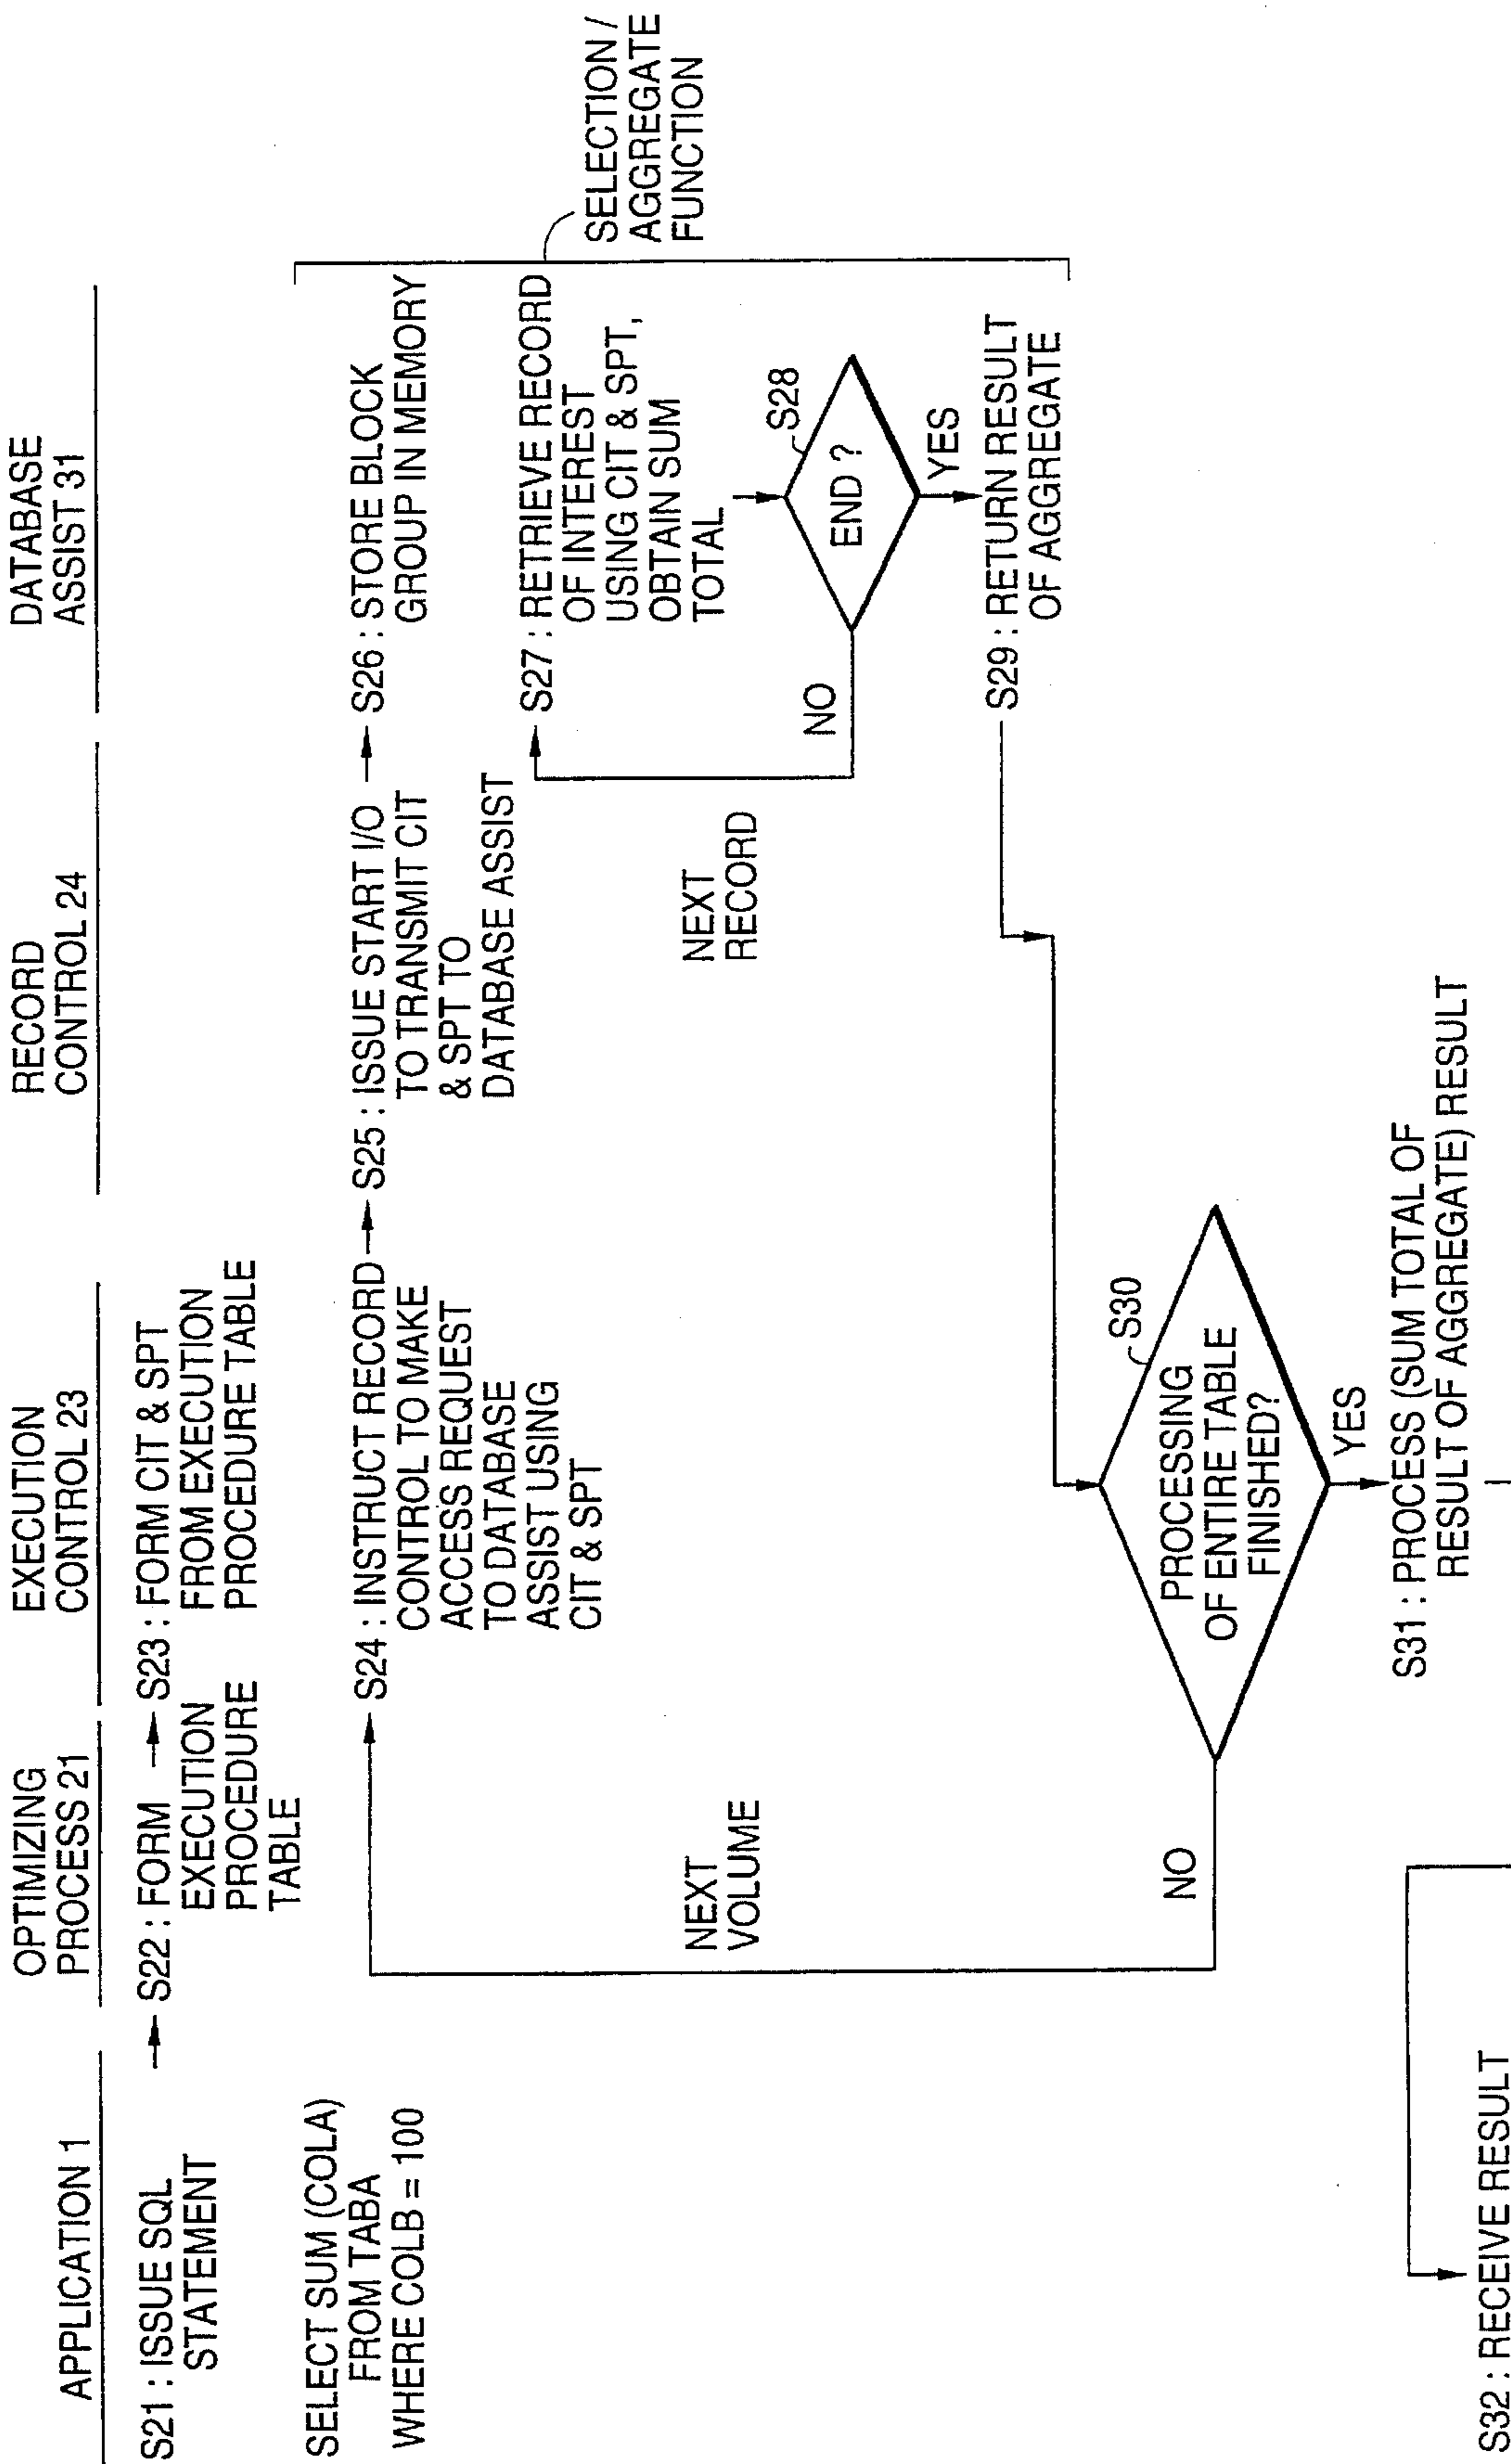 APPLICATION 1
OPTIMIZING
PROCESS 21
EXECUTION
CONTROL 23
RECORD
CONTROL 24
DATABASE
ASSIST 31
S21 : ISSUE SQL
STATEMENT
SELECT SUM (COLA)
FROM TABA
WHERE COLB = 100
S22 : FORM
EXECUTION
PROCEDURE
TABLE
S23 : FORM CIT & SPT
FROM EXECUTION
PROCEDURE TABLE
S24 : INSTRUCT RECORD
CONTROL TO MAKE
ACCESS REQUEST
TO DATABASE
ASSIST USING
CIT & SPT
S25 : ISSUE START I/O
TO TRANSMIT CIT
& SPT TO
DATABASE ASSIST
S26 : STORE BLOCK
GROUP IN MEMORY
S27 : RETRIEVE RECORD
OF INTEREST
USING CIT & SPT,
OBTAIN SUM
TOTAL
SELECTION /
AGGREGATE
FUNCTION
S28
END ?
NO
YES
NEXT
RECORD
S29 : RETURN RESULT
OF AGGREGATE
NEXT
VOLUME
S30
PROCESSING
OF ENTIRE TABLE
FINISHED?
NO
YES
S31 : PROCESS (SUM TOTAL OF
RESULT OF AGGREGATE) RESULT
S32 : RECEIVE RESULT